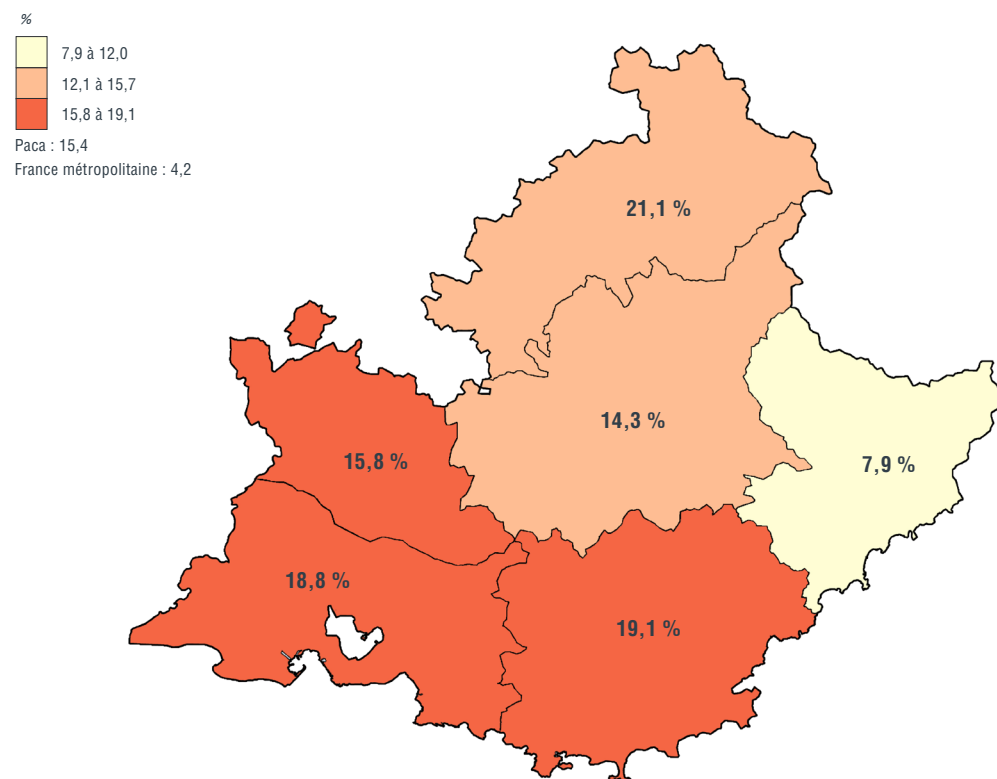 %
7,9 à 12,0
12,1 à 15,7
15,8 à 19,1
Paca : 15,4
France métropolitaine : 4,2
21,1 %
14,3 %
15,8 %
7,9 %
18,8 %
19,1 %